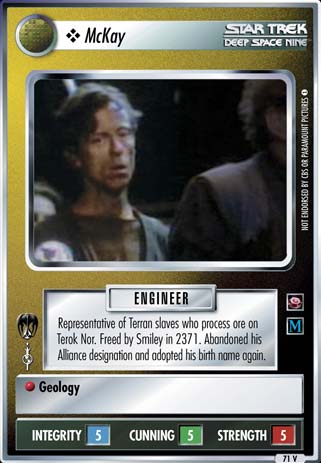 ❖ McKay
STAR TREK
DEEP SPACE NINE
NOT ENDORSED BY CBS OR PARAMOUNT PICTURES
ENGINEER
Representative of Terran slaves who process ore on
Terok Nor. Freed by Smiley in 2371. Abandoned his
Alliance designation and adopted his birth name again.
M
Geology
INTEGRITY 5 CUNNING 5 STRENGTH 5
71 V